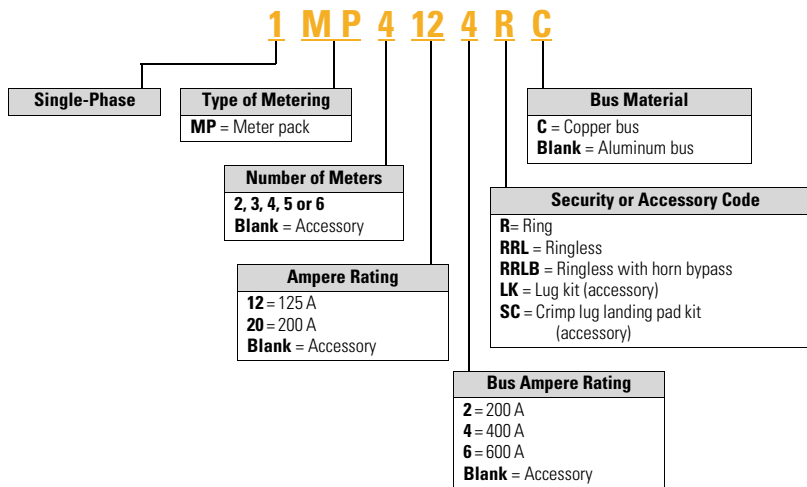 1 MP 4 12 4 R C
Single-Phase
Type of Metering
MP = Meter pack
Number of Meters
2, 3, 4, 5 or 6
Blank = Accessory
Ampere Rating
12 = 125 A
20 = 200 A
Blank = Accessory
Bus Ampere Rating
2 = 200 A
4 = 400 A
6 = 600 A
Blank = Accessory
Security or Accessory Code
R= Ring
RRL = Ringless
RRLB = Ringless with horn bypass
LK = Lug kit (accessory)
SC = Crimp lug landing pad kit
(accessory)
Bus Material
C = Copper bus
Blank = Aluminum bus